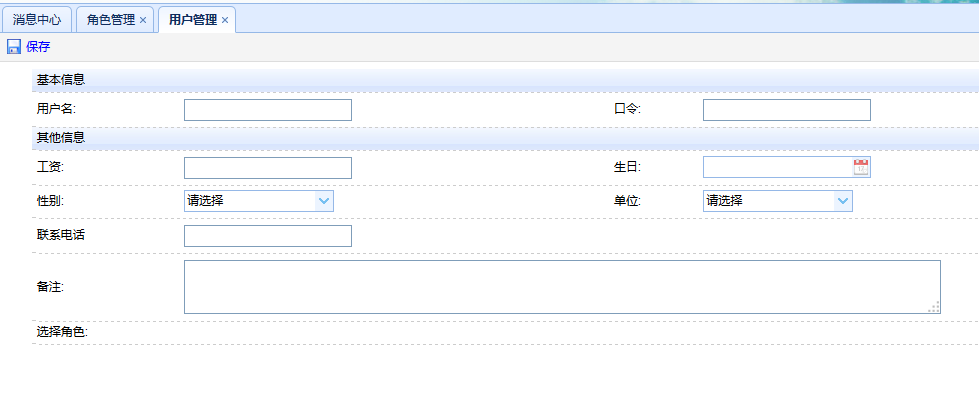 消息中心 角色管理 用户管理
保存
基本信息
用户名: 口令:
其他信息
工资: 生日:
性别: 请选择 单位: 请选择
联系电话
备注:
选择角色: